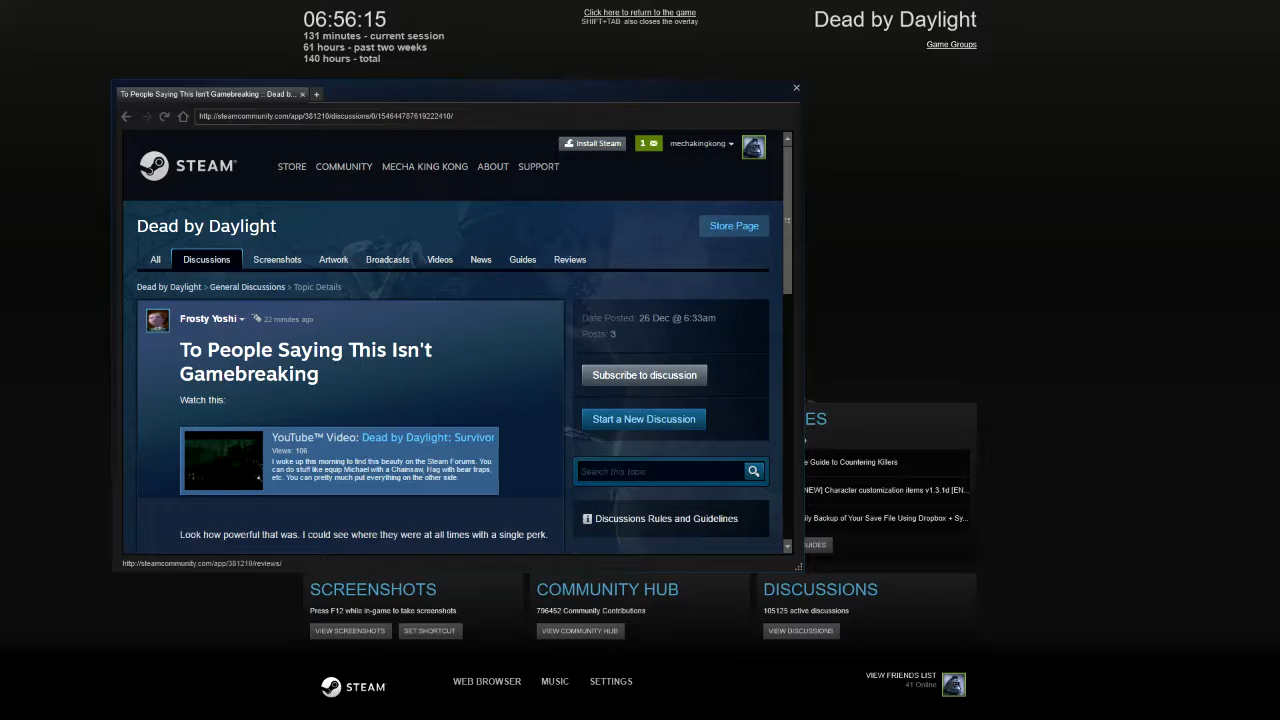 06:56:15
131 minutes - current session
61 hours - past two weeks
140 hours - total
Click here to return to the game
SHIFT+TAB also closes the overlay
Dead by Daylight
Game Groups
To People Saying This Isn't Gamebreaking :: Dead b...
http://steamcommunity.com/app/381210/discussions/0/154644787619222410/
Install Steam
1
mechakingkong
STEAM
STORE COMMUNITY MECHA KING KONG ABOUT SUPPORT
Dead by Daylight
Store Page
All Discussions Screenshots Artwork Broadcasts Videos News Guides Reviews
Dead by Daylight > General Discussions > Topic Details
Frosty Yoshi 22 minutes ago
To People Saying This Isn't
Gamebreaking
Watch this:
YouTube™ Video: Dead by Daylight: Survivor
Views: 106
I woke up this morning to find this beauty on the Steam Forums. You
can do stuff like equip Michael with a Chainsaw, Hag with bear traps,
etc. You can pretty much put everything on the other side.
Look how powerful that was. I could see where they were at all times with a single perk.
Date Posted: 26 Dec @ 6:33am
Posts: 3
Subscribe to discussion
Start a New Discussion
Search this topic
Discussions Rules and Guidelines
ES
e Guide to Countering Killers
NEW] Character customization items v1.3.1d [EN...
ily Backup of Your Save File Using Dropbox + Sy...
UIDES
http://steamcommunity.com/app/381210/reviews/
SCREENSHOTS
Press F12 while in-game to take screenshots
VIEW SCREENSHOTS SET SHORTCUT
COMMUNITY HUB
796452 Community Contributions
VIEW COMMUNITY HUB
DISCUSSIONS
105125 active discussions
VIEW DISCUSSIONS
STEAM
WEB BROWSER MUSIC SETTINGS
VIEW FRIENDS LIST
41 Online